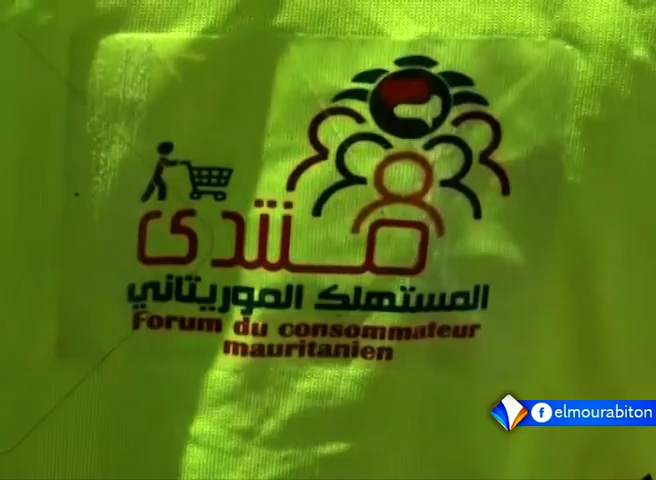 منتدى
المستهلك الموريتاني
Forum du consommateur
mauritanien
f elmourabiton